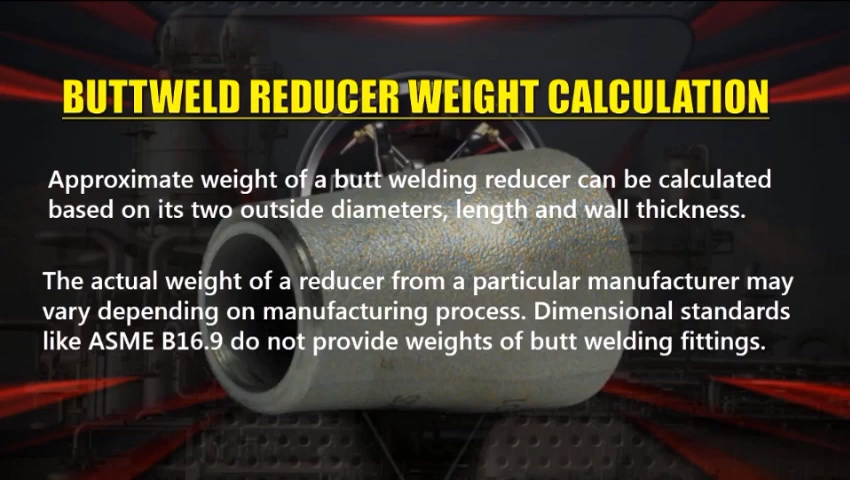 BUTTWELD REDUCER WEIGHT CALCULATION
Approximate weight of a butt welding reducer can be calculated
based on its two outside diameters, length and wall thickness.
The actual weight of a reducer from a particular manufacturer may
vary depending on manufacturing process. Dimensional standards
like ASME B16.9 do not provide weights of butt welding fittings.